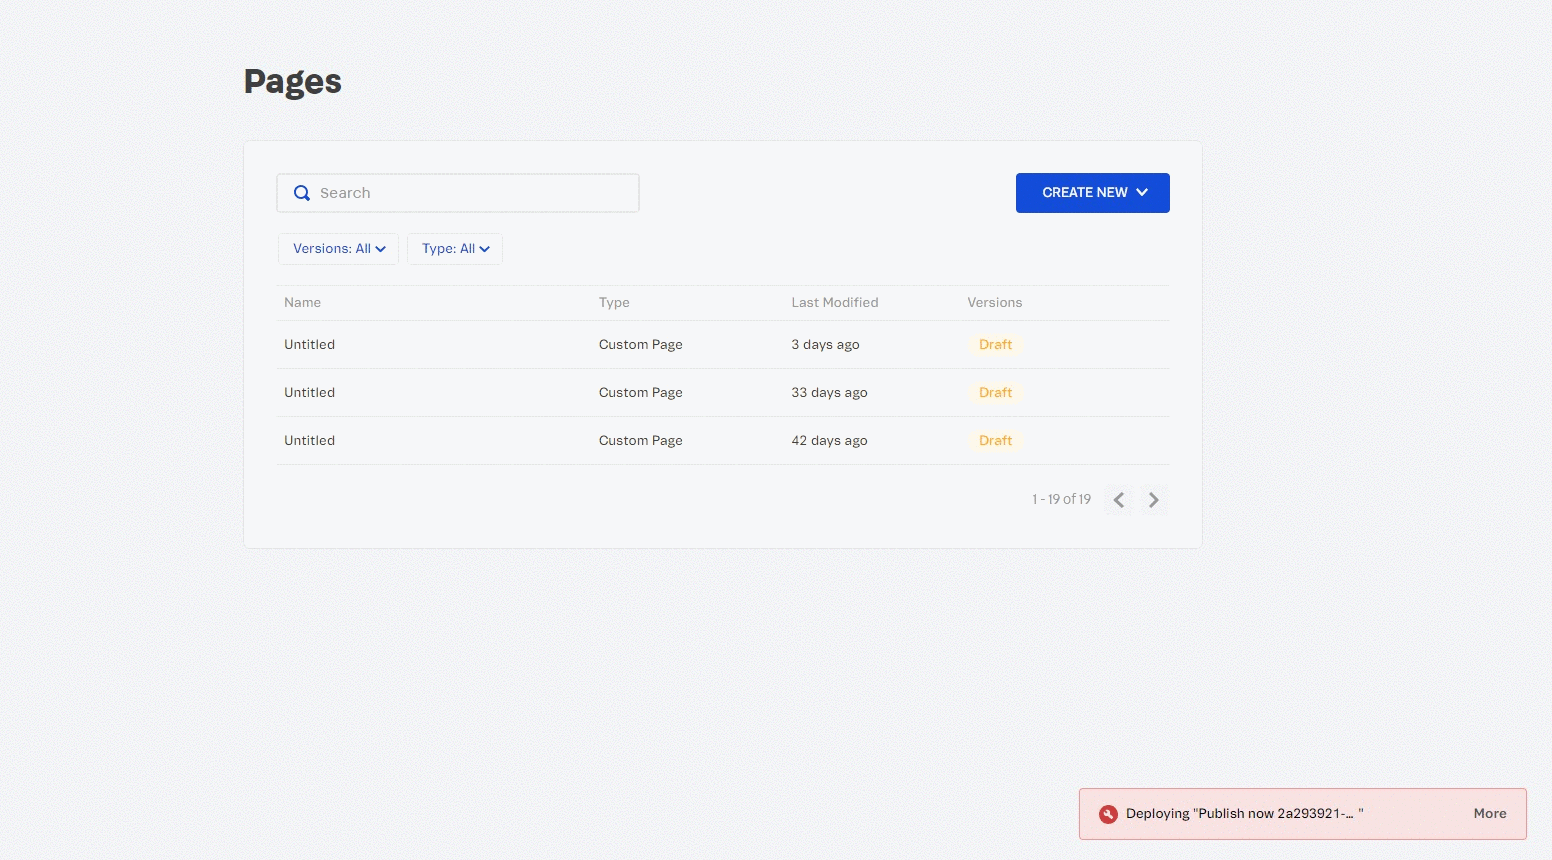 Pages
Search
CREATE NEW
Versions: All Type: All
Name Type Last Modified Versions
Untitled Custom Page 3 days ago Draft
Untitled Custom Page 33 days ago Draft
Untitled Custom Page 42 days ago Draft
1 - 19 of 19
Deploying "Publish now 2a293921-... " More